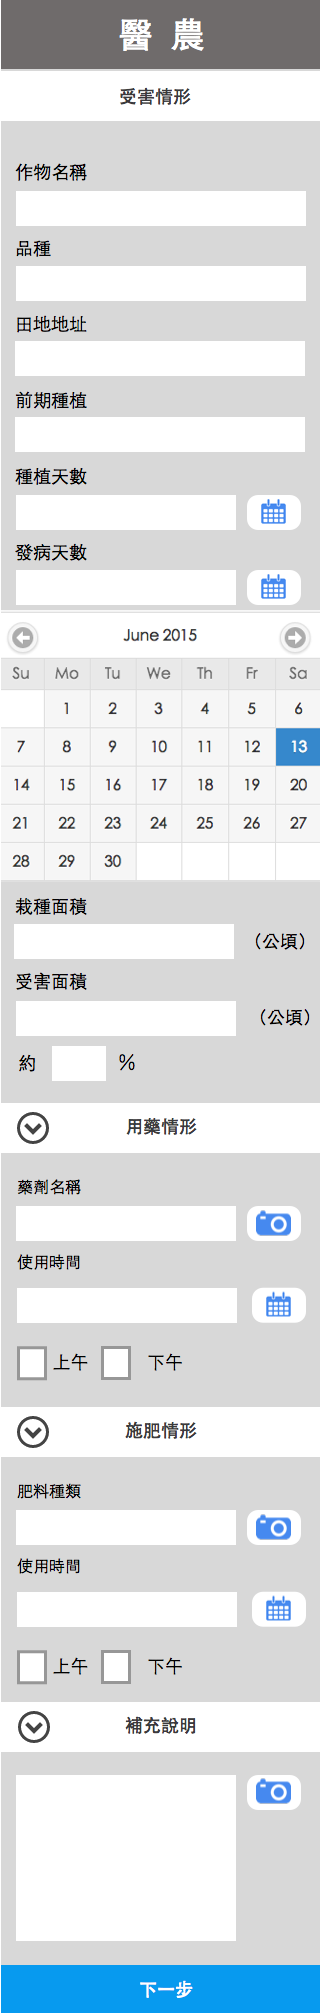 醫 農
受害情形
作物名稱
品種
田地地址
前期種植
種植天數
發病天數
June 2015
Su Mo Tu We Th Fr Sa
1 2 3 4 5 6
7 8 9 10 11 12 13
14 15 16 17 18 19 20
21 22 23 24 25 26 27
28 29 30
栽種面積
（公頃）
受害面積
（公頃）
約 %
用藥情形
藥劑名稱
使用時間
上午 下午
施肥情形
肥料種類
使用時間
上午 下午
補充說明
下一步